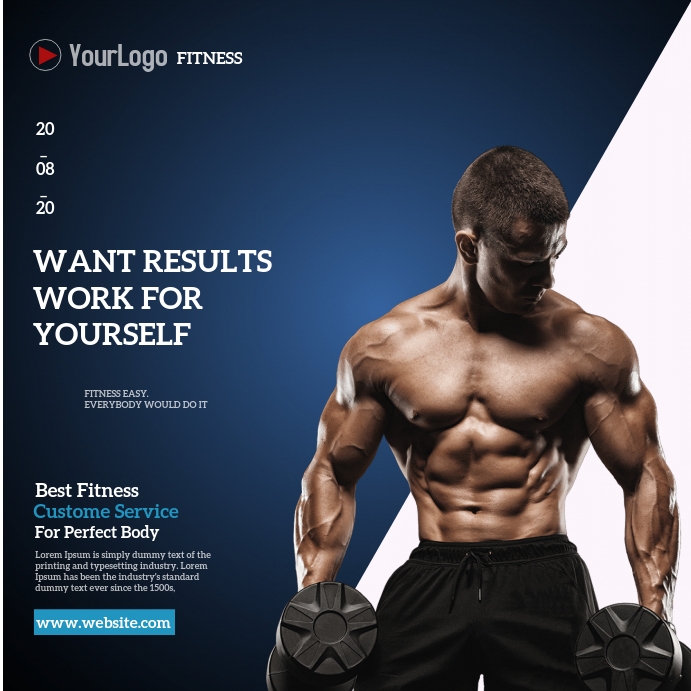 YourLogo FITNESS
20
–
08
–
20
WANT RESULTS
WORK FOR
YOURSELF
FITNESS EASY.
EVERYBODY WOULD DO IT
Best Fitness
Custome Service
For Perfect Body
Lorem Ipsum is simply dummy text of the
printing and typesetting industry. Lorem
Ipsum has been the industry's standard
dummy text ever since the 1500s,
www.website.com